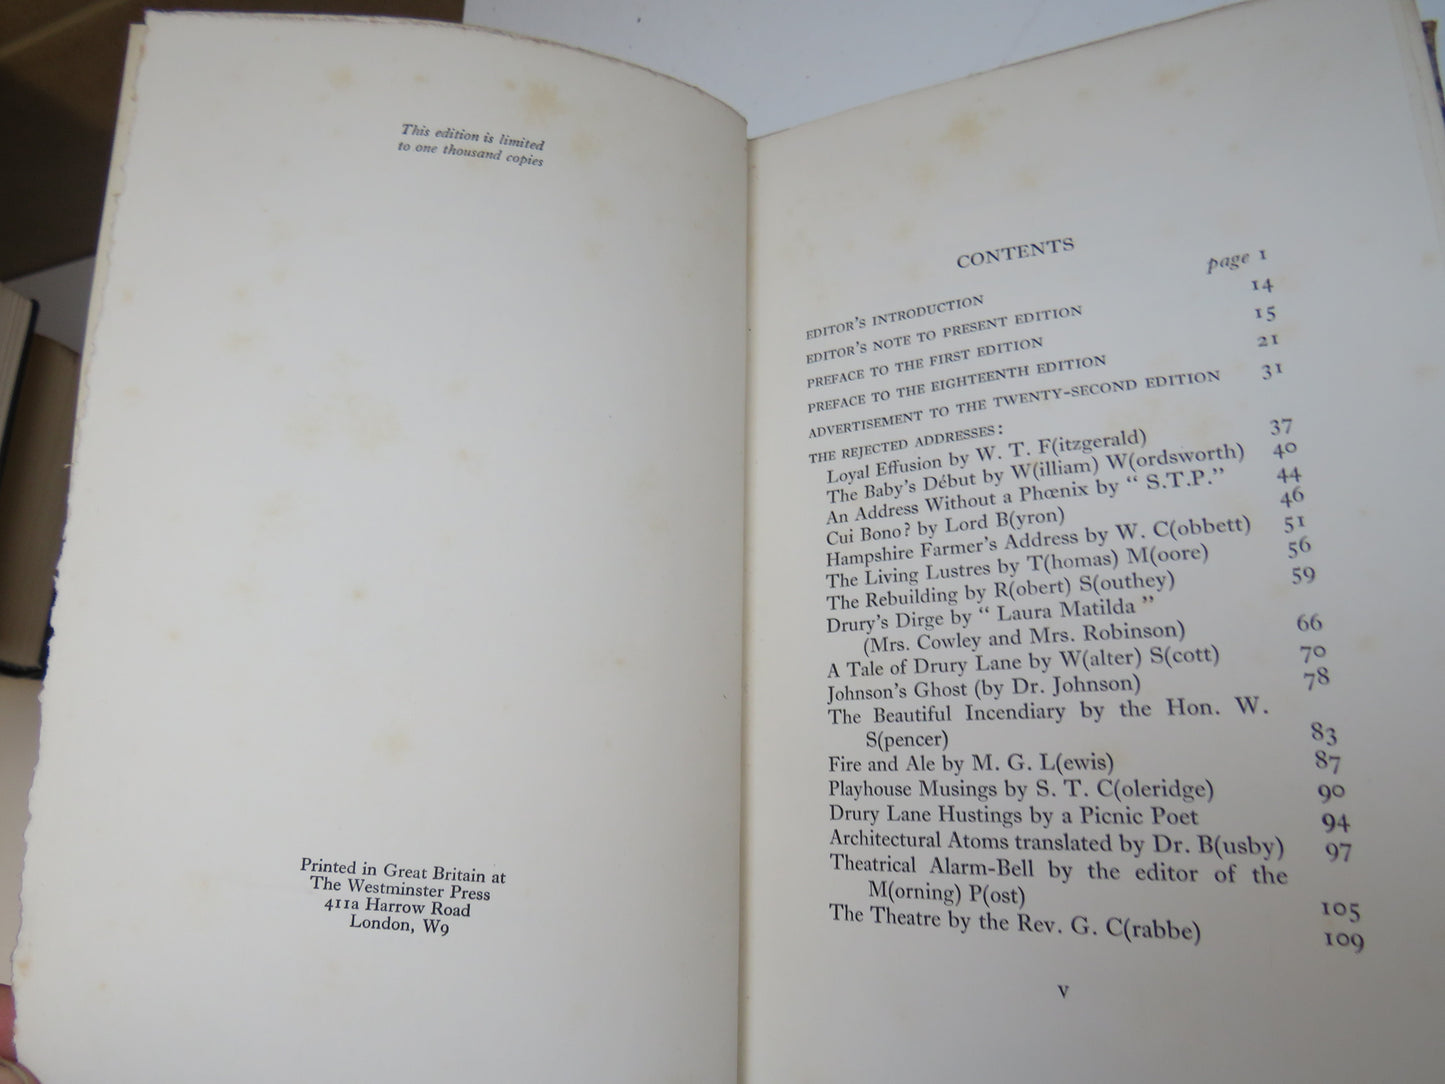 This edition is limited
to one thousand copies
Printed in Great Britain at
The Westminster Press
411a Harrow Road
London, W9
CONTENTS
EDITOR'S INTRODUCTION page 1
EDITOR'S NOTE TO PRESENT EDITION 14
PREFACE TO THE FIRST EDITION 15
PREFACE TO THE EIGHTEENTH EDITION 21
ADVERTISEMENT TO THE TWENTY-SECOND EDITION 31
THE REJECTED ADDRESSES:
Loyal Effusion by W. T. F(itzgerald) 37
The Baby's Début by W(illiam) W(ordsworth) 40
An Address Without a Phœnix by "S.T.P." 44
Cui Bono? by Lord B(yron) 46
Hampshire Farmer's Address by W. C(obbett) 51
The Living Lustres by T(homas) M(oore) 56
The Rebuilding by R(obert) S(outhey) 59
Drury's Dirge by "Laura Matilda"
(Mrs. Cowley and Mrs. Robinson) 66
A Tale of Drury Lane by W(alter) S(cott) 70
Johnson's Ghost (by Dr. Johnson) 78
The Beautiful Incendiary by the Hon. W.
S(pencer) 83
Fire and Ale by M. G. L(ewis) 87
Playhouse Musings by S. T. C(oleridge) 90
Drury Lane Hustings by a Picnic Poet 94
Architectural Atoms translated by Dr. B(usby) 97
Theatrical Alarm-Bell by the editor of the
M(orning) P(ost) 105
The Theatre by the Rev. G. C(rabbe) 109
v